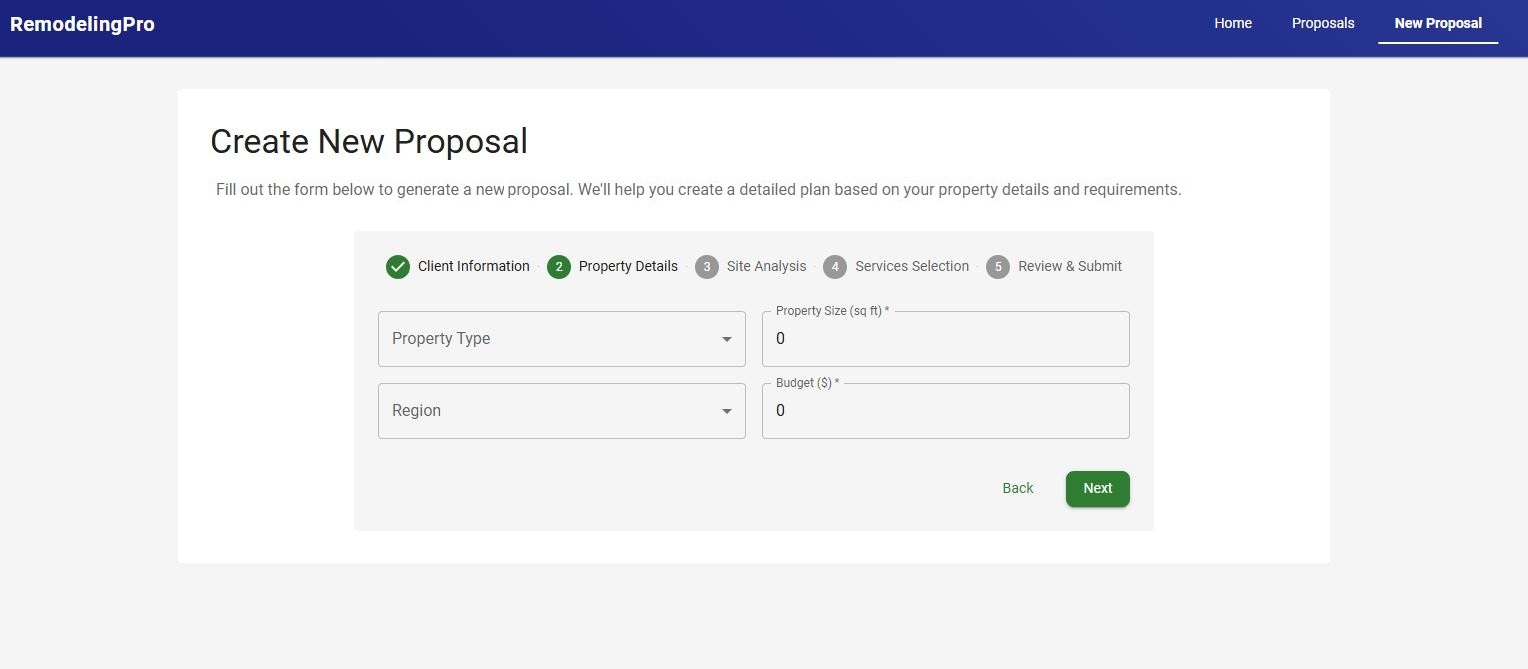 RemodelingPro
Home Proposals New Proposal
Create New Proposal
Fill out the form below to generate a new proposal. We'll help you create a detailed plan based on your property details and requirements.
Client Information 2 Property Details 3 Site Analysis 4 Services Selection 5 Review & Submit
Property Type
Property Size (sq ft) *
0
Region
Budget ($) *
0
Back Next